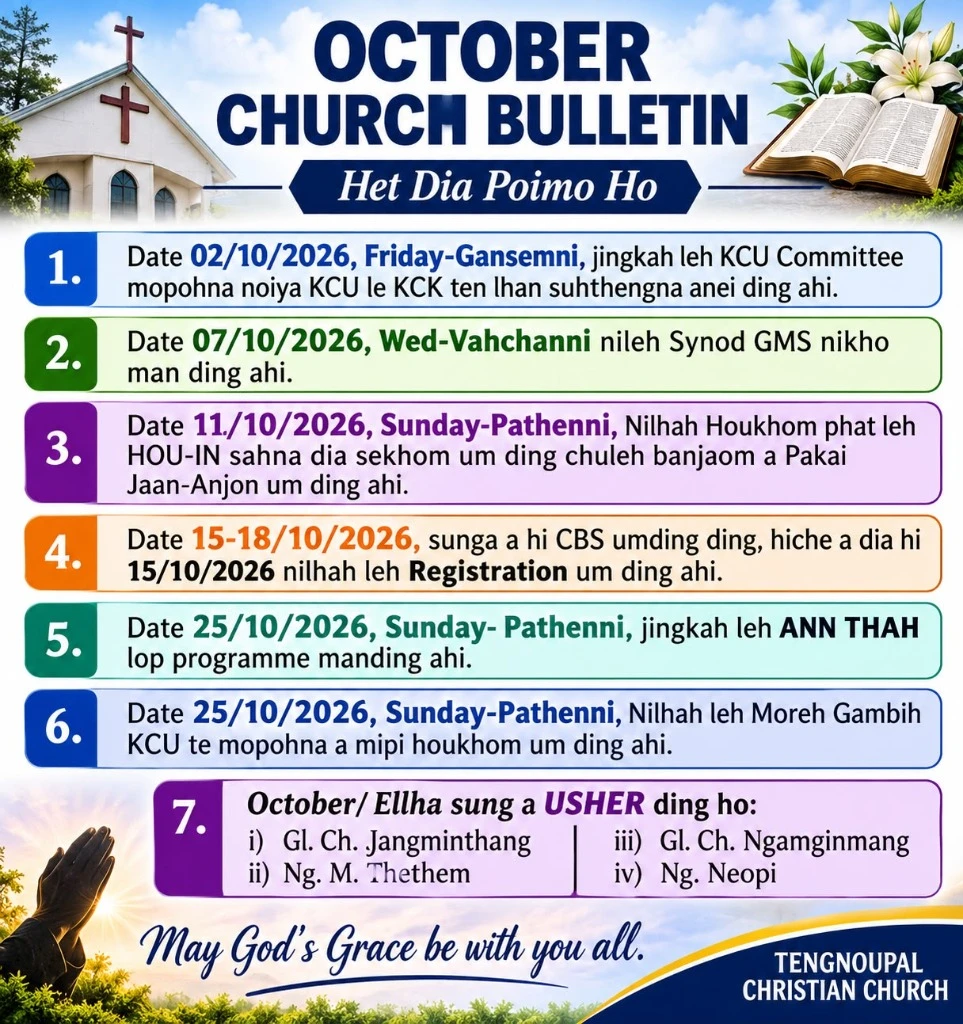 OCTOBER
CHURCH BULLETIN
Het Dia Poimo Ho
1. Date 02/10/2026, Friday-Gansemni, jingkah leh KCU Committee
mopohna noiya KCU le KCK ten lhan suhthengna anei ding ahi.
2. Date 07/10/2026, Wed-Vahchanni nileh Synod GMS nikho
man ding ahi.
3. Date 11/10/2026, Sunday-Pathenni, Nilhah Houkhom phat leh
HOU-IN sahna dia sekhom um ding chuleh banjaom a Pakai
Jaan-Anjon um ding ahi.
4. Date 15-18/10/2026, sunga a hi CBS umding ding, hiche a dia hi
15/10/2026 nilhah leh Registration um ding ahi.
5. Date 25/10/2026, Sunday- Pathenni, jingkah leh ANN THAH
lop programme manding ahi.
6. Date 25/10/2026, Sunday-Pathenni, Nilhah leh Moreh Gambih
KCU te mopohna a mipi houkhom um ding ahi.
7. October/ Ellha sung a USHER ding ho:
i) Gl. Ch. Jangminthang
ii) Ng. M. Thethem
iii) Gl. Ch. Ngamginmang
iv) Ng. Neopi
May God's Grace be with you all.
TENGNOUPAL
CHRISTIAN CHURCH